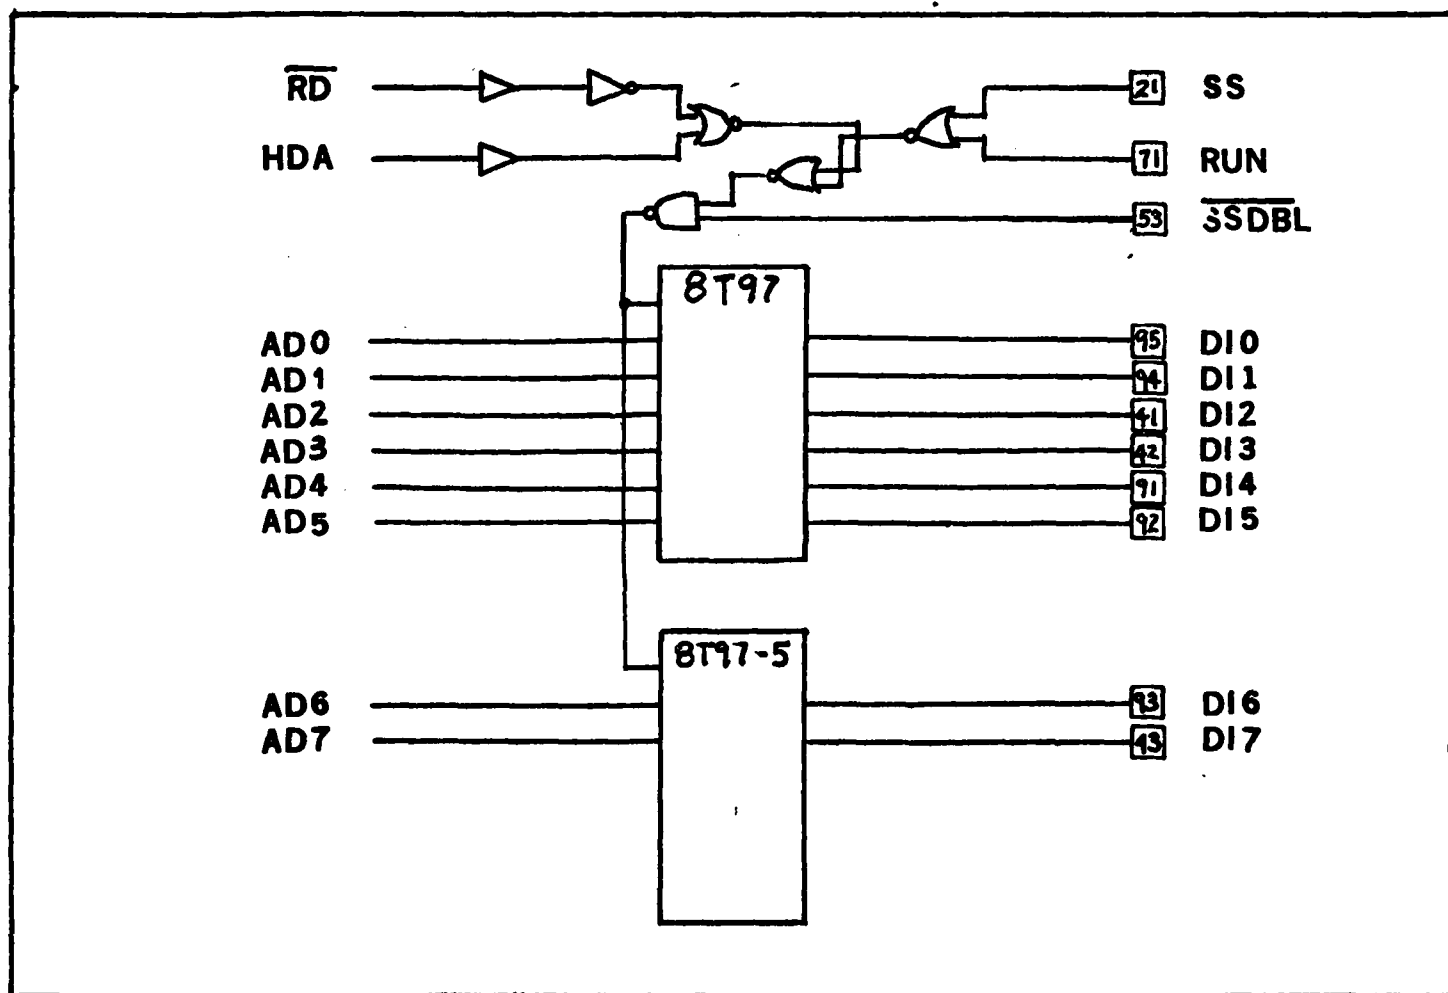 RD 21 SS
HDA 71 RUN
53 SSDBL
8T97
AD0 95 DI0
AD1 94 DI1
AD2 41 DI2
AD3 42 DI3
AD4 91 DI4
AD5 92 DI5
8T97-5
AD6 93 DI6
AD7 43 DI7